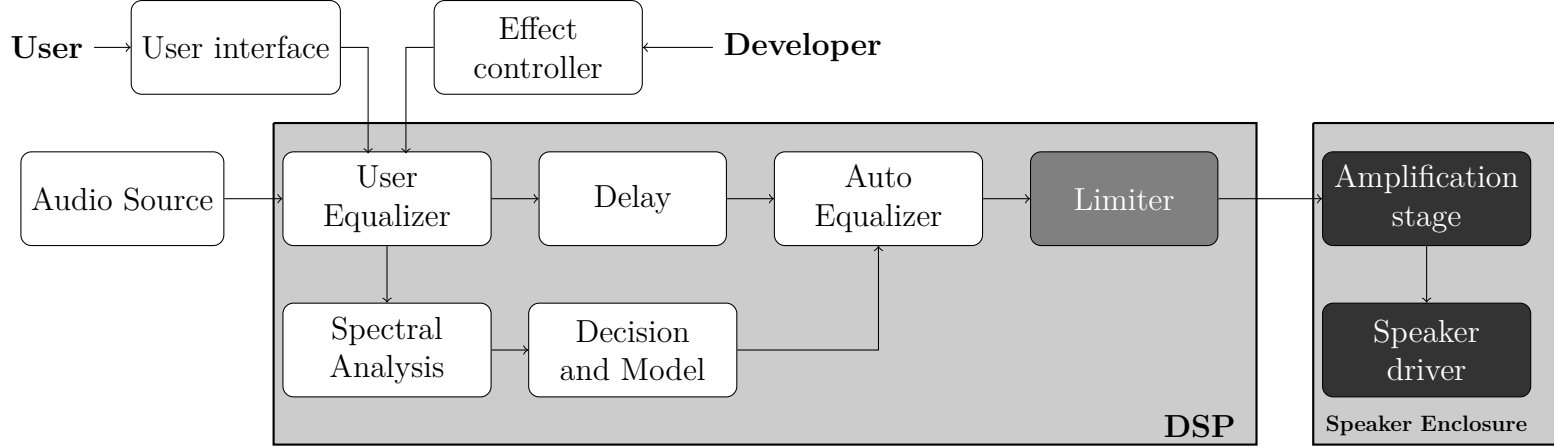 User
User interface
Effect
controller
Developer
Audio Source
User
Equalizer
Delay
Auto
Equalizer
Limiter
Amplification
stage
Spectral
Analysis
Decision
and Model
Speaker
driver
DSP
Speaker Enclosure